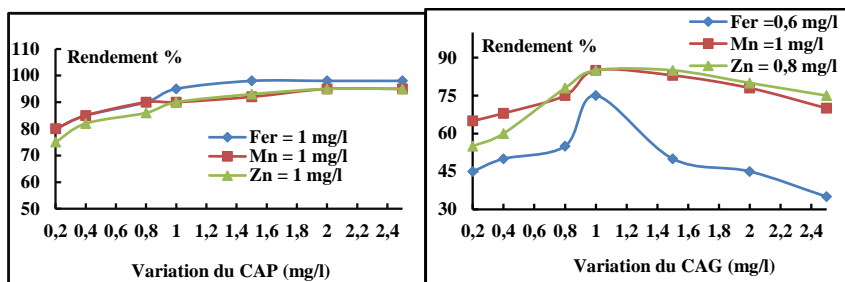 Rendement %
110
100
90
80
70
60
50
Fer = 1 mg/l
Mn = 1 mg/l
Zn = 1 mg/l
0,2 0,4 0,6 0,8 1 1,2 1,4 1,6 1,8 2 2,2 2,4
Variation du CAP (mg/l)
Fer =0,6 mg/l
Mn =1 mg/l
Zn = 0,8 mg/l
Rendement %
90
75
60
45
30
0,2 0,4 0,6 0,8 1 1,2 1,4 1,6 1,8 2 2,2 2,4
Variation du CAG (mg/l)